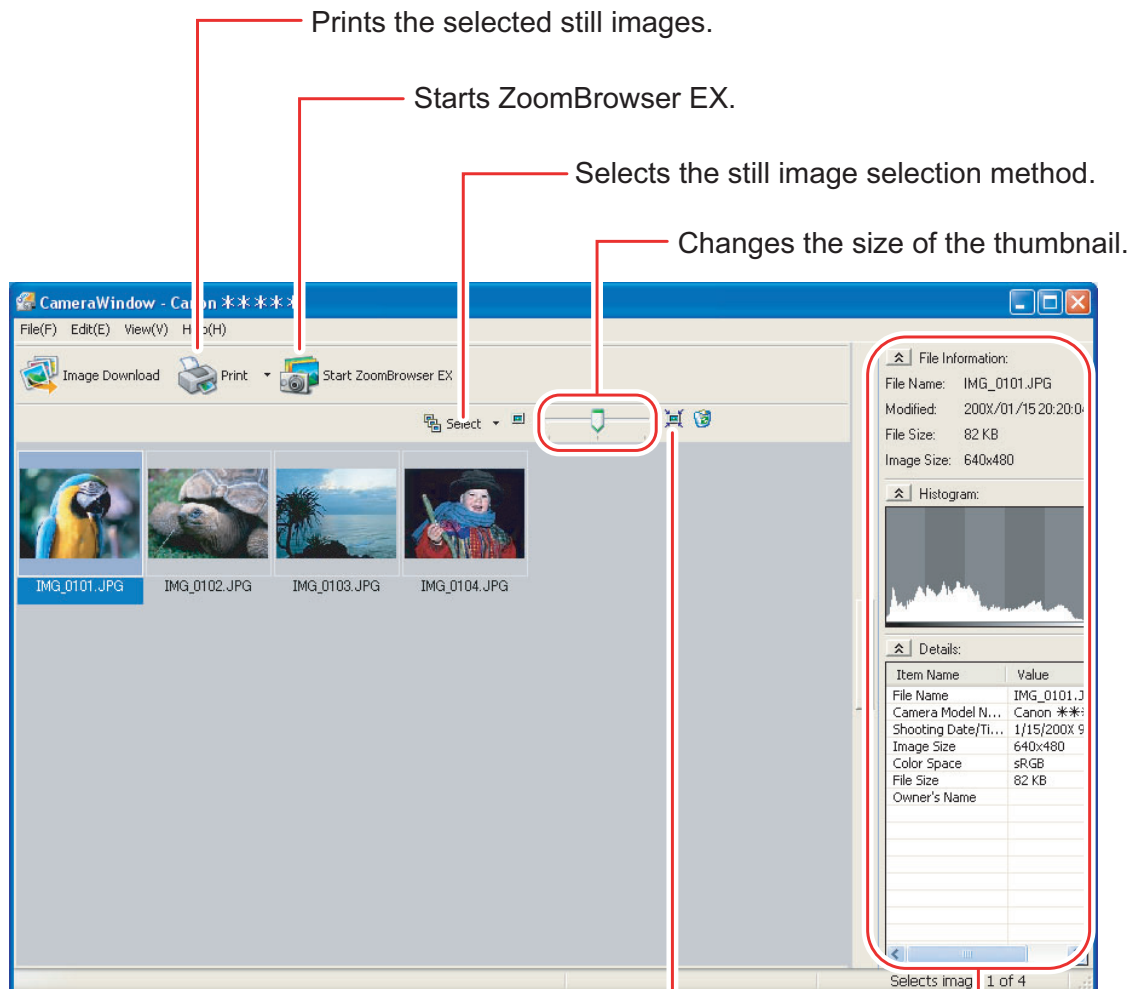 Prints the selected still images.
Starts ZoomBrowser EX.
Selects the still image selection method.
Changes the size of the thumbnail.
CameraWindow - Canon ✳✳✳✳✳
File(F) Edit(E) View(V) Help(H)
Image Download Print Start ZoomBrowser EX
Select
IMG_0101.JPG IMG_0102.JPG IMG_0103.JPG IMG_0104.JPG
File Information:
File Name: IMG_0101.JPG
Modified: 200X/01/15 20:20:04
File Size: 82 KB
Image Size: 640x480
Histogram:
Details:
Item Name Value
File Name IMG_0101.J
Camera Model N... Canon ✳✳✳
Shooting Date/Ti... 1/15/200X 9
Image Size 640x480
Color Space sRGB
File Size 82 KB
Owner's Name
Selects imag 1 of 4